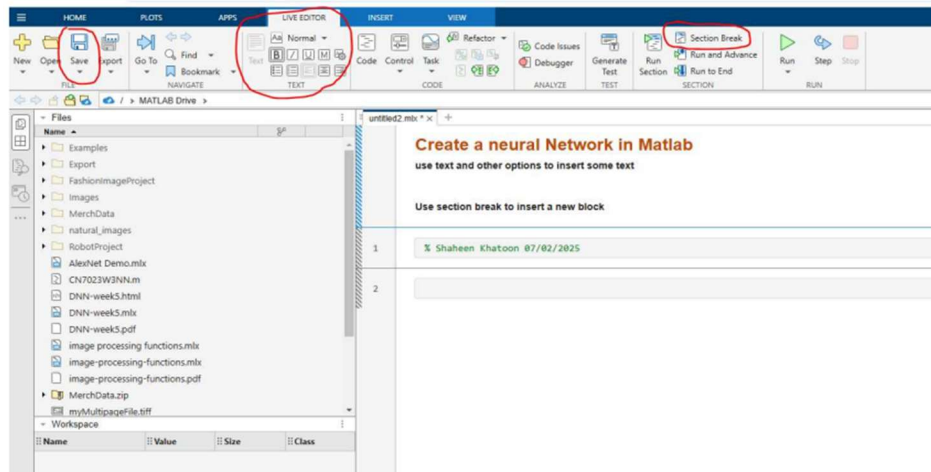 HOME PLOTS APPS LIVE EDITOR INSERT VIEW
New Open Save Export
Go To Find Bookmark
Text Normal
B I U M
Code Control Task Refactor
Code Issues
Debugger
Generate Test
Run Section Section Break
Run and Advance
Run to End
Run Step Stop
FILE NAVIGATE TEXT CODE ANALYZE TEST SECTION RUN
/ > MATLAB Drive >
Files
Name
Examples
Export
FashionImageProject
Images
MerchData
natural_images
RobotProject
AlexNet Demo.mlx
CN7023W3NN.m
DNN-week5.html
DNN-week5.mlx
DNN-week5.pdf
image processing functions.mlx
image-processing-functions.mlx
image-processing-functions.pdf
MerchData.zip
myMultipageFile.tiff
Workspace
Name Value Size Class
untitled2.mlx * × +
Create a neural Network in Matlab
use text and other options to insert some text
Use section break to insert a new block
1 % Shaheen Khatoon 07/02/2025
2